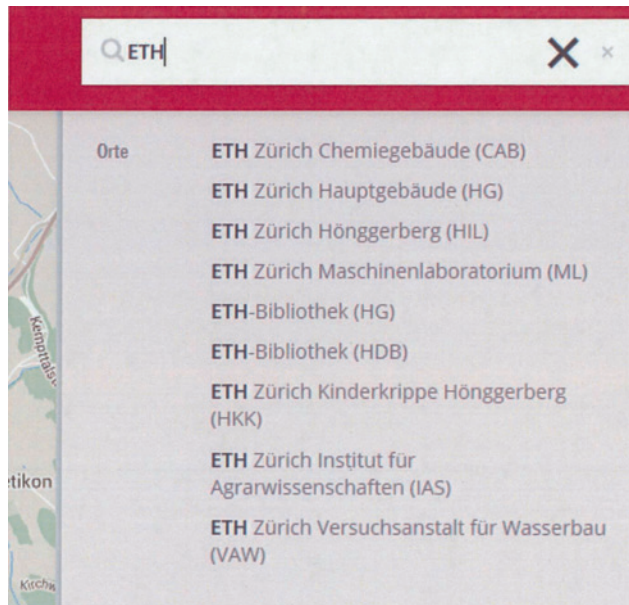 ETH
Orte
ETH Zürich Chemiegebäude (CAB)
ETH Zürich Hauptgebäude (HG)
ETH Zürich Hönggerberg (HIL)
ETH Zürich Maschinenlaboratorium (ML)
ETH-Bibliothek (HG)
ETH-Bibliothek (HDB)
ETH Zürich Kinderkrippe Hönggerberg
(HKK)
ETH Zürich Institut für
Agrarwissenschaften (IAS)
ETH Zürich Versuchsanstalt für Wasserbau
(VAW)
etikon